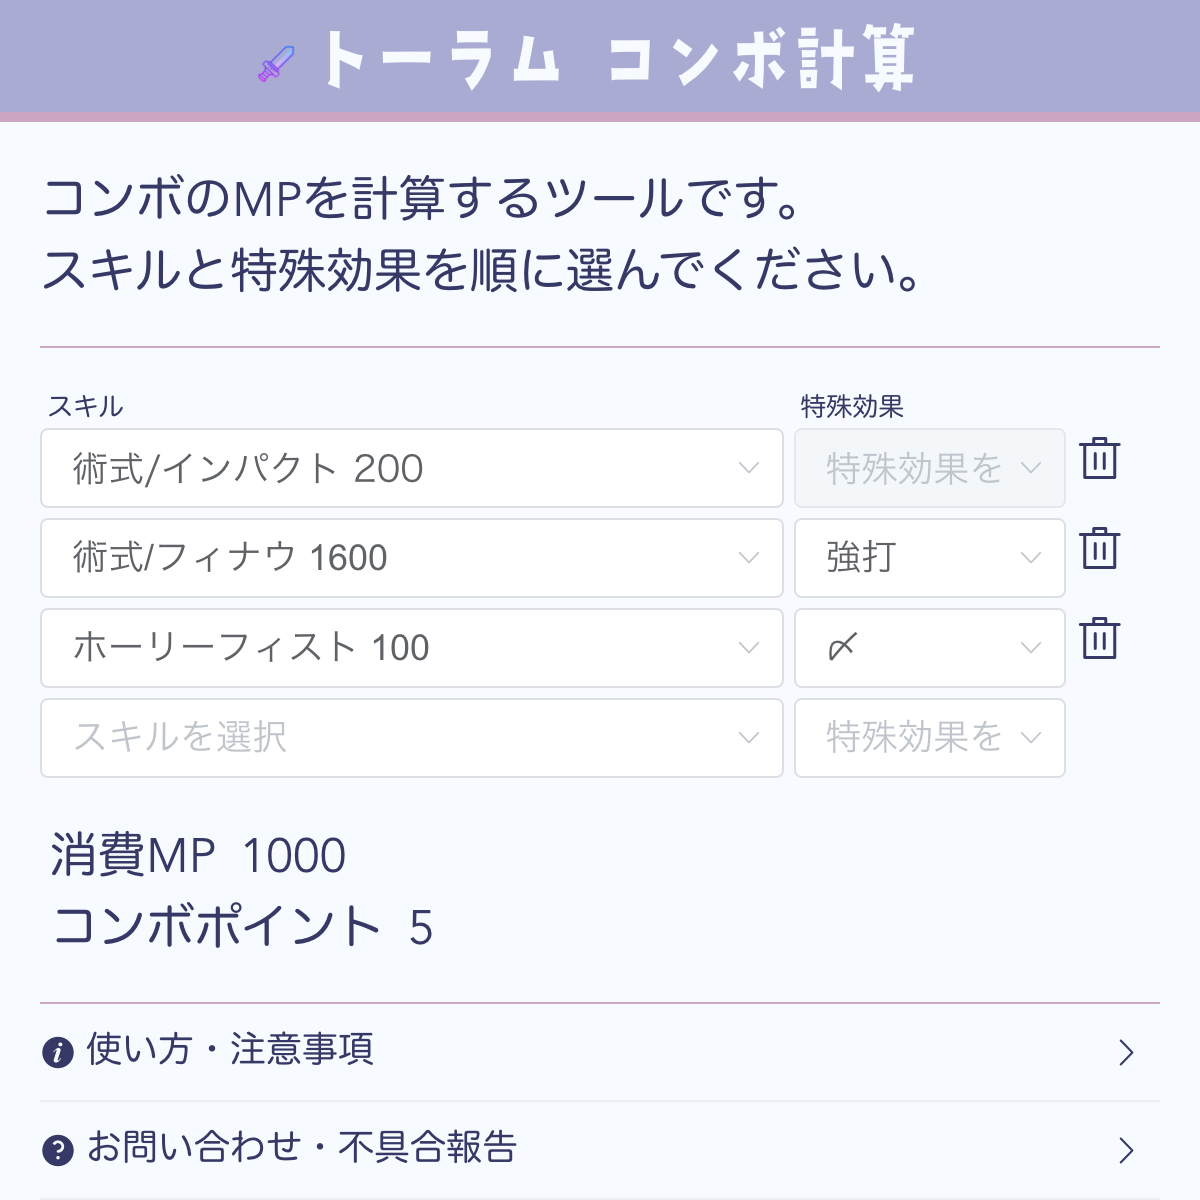 トーラム コンボ計算
コンボのMPを計算するツールです。
スキルと特殊効果を順に選んでください。
スキル 特殊効果
術式/インパクト 200 特殊効果を
術式/フィナウ 1600 強打
ホーリーフィスト 100 〆
スキルを選択 特殊効果を
消費MP 1000
コンボポイント 5
使い方・注意事項
お問い合わせ・不具合報告